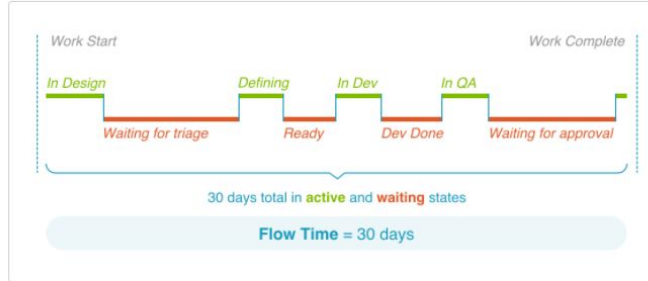 Work Start Work Complete
In Design Defining In Dev In QA
Waiting for triage Ready Dev Done Waiting for approval
30 days total in active and waiting states
Flow Time = 30 days